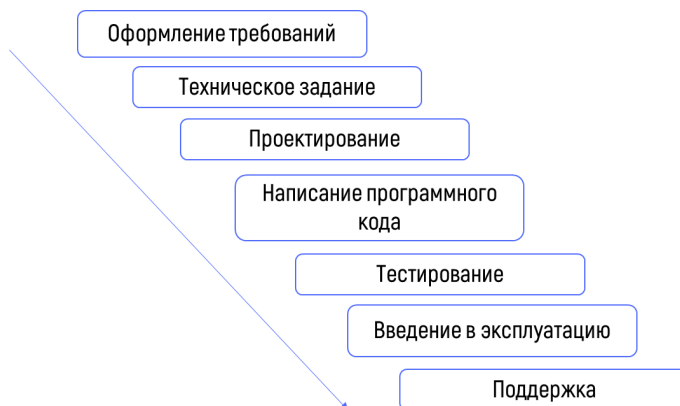 Оформление требований
Техническое задание
Проектирование
Написание программного
кода
Тестирование
Введение в эксплуатацию
Поддержка